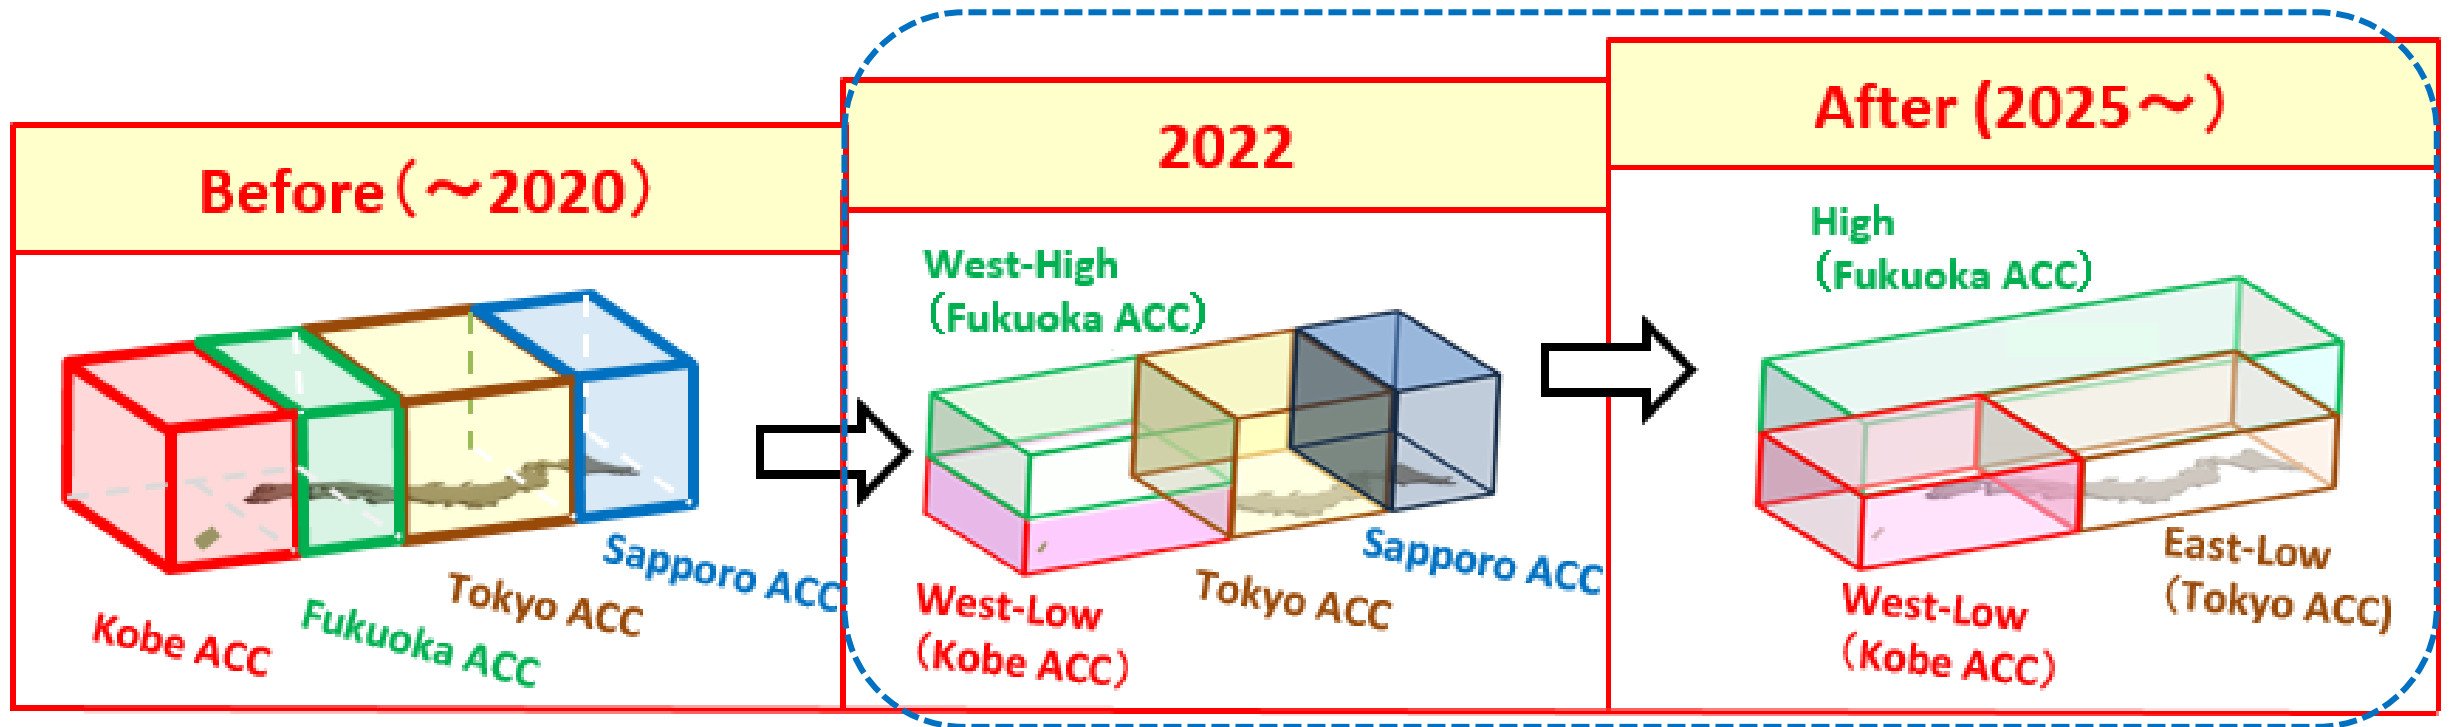 Before（～2020）
Kobe ACC
Fukuoka ACC
Tokyo ACC
Sapporo ACC
2022
West-High
（Fukuoka ACC）
West-Low
（Kobe ACC）
Tokyo ACC
Sapporo ACC
After (2025～）
High
（Fukuoka ACC）
West-Low
（Kobe ACC）
East-Low
（Tokyo ACC)